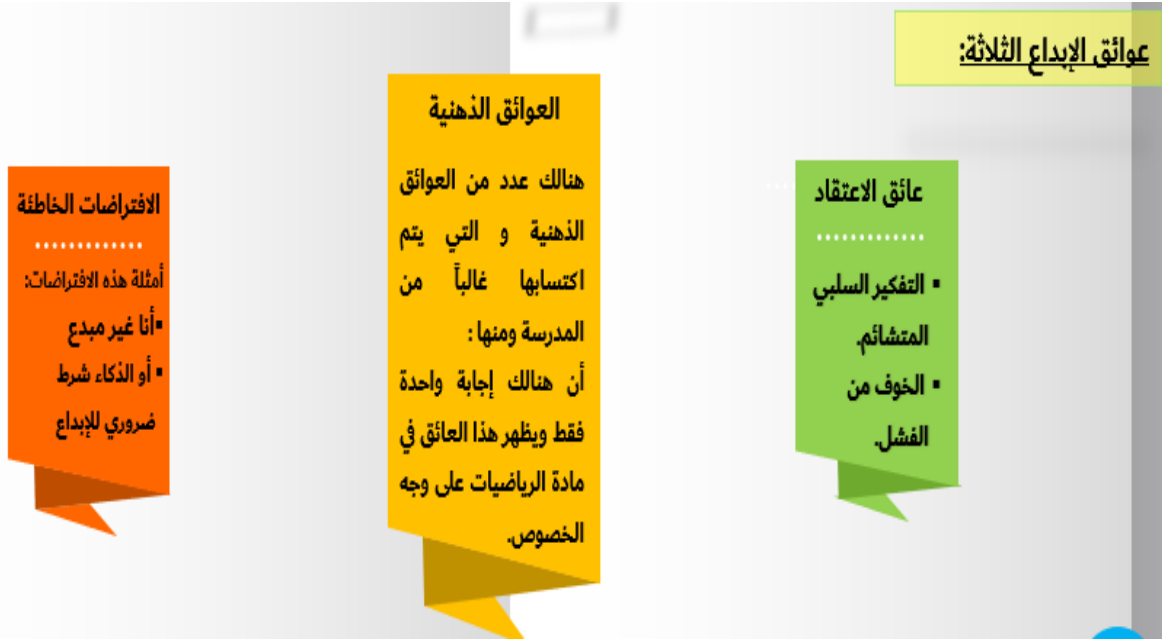 عوائق الإبداع الثلاثة:
عائق الاعتقاد
.............
▪ التفكير السلبي
المتشائم.
▪ الخوف من
الفشل.
العوائق الذهنية
هنالك عدد من العوائق
الذهنية و التي يتم
اكتسابها غالباً من
المدرسة ومنها :
أن هنالك إجابة واحدة
فقط ويظهر هذا العائق في
مادة الرياضيات على وجه
الخصوص.
الافتراضات الخاطئة
.............
أمثلة هذه الافتراضات:
▪أنا غير مبدع
▪ أو الذكاء شرط
ضروري للإبداع